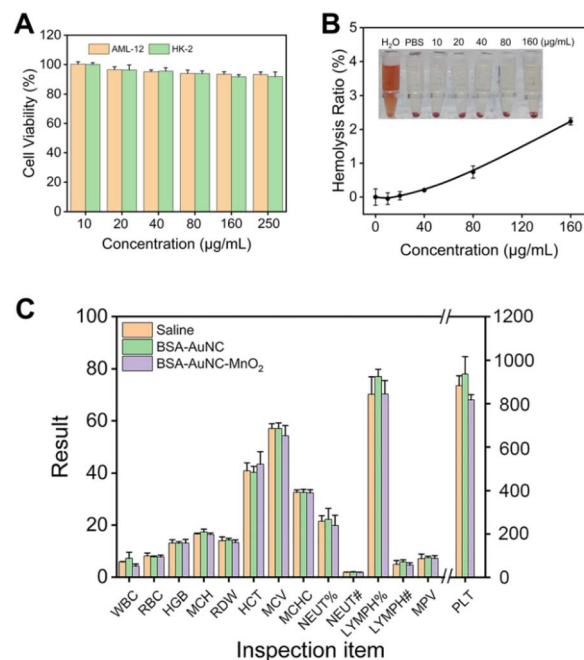 A
AML-12 HK-2
120
100
80
60
40
20
0
Cell Viability (%)
10 20 40 80 160 250
Concentration (μg/mL)
B
H₂O PBS 10 20 40 80 160 (μg/mL)
5
4
3
2
1
0
Hemolysis Ratio (%)
0 40 80 120 160
Concentration (μg/mL)
C
Saline
BSA-AuNC
BSA-AuNC-MnO₂
100
80
60
40
20
0
Result
1200
1000
800
600
400
200
0
WBC RBC HGB MCH RDW HCT MCV MCHC NEUT% NEUT# LYMPH% LYMPH# MPV PLT
Inspection item